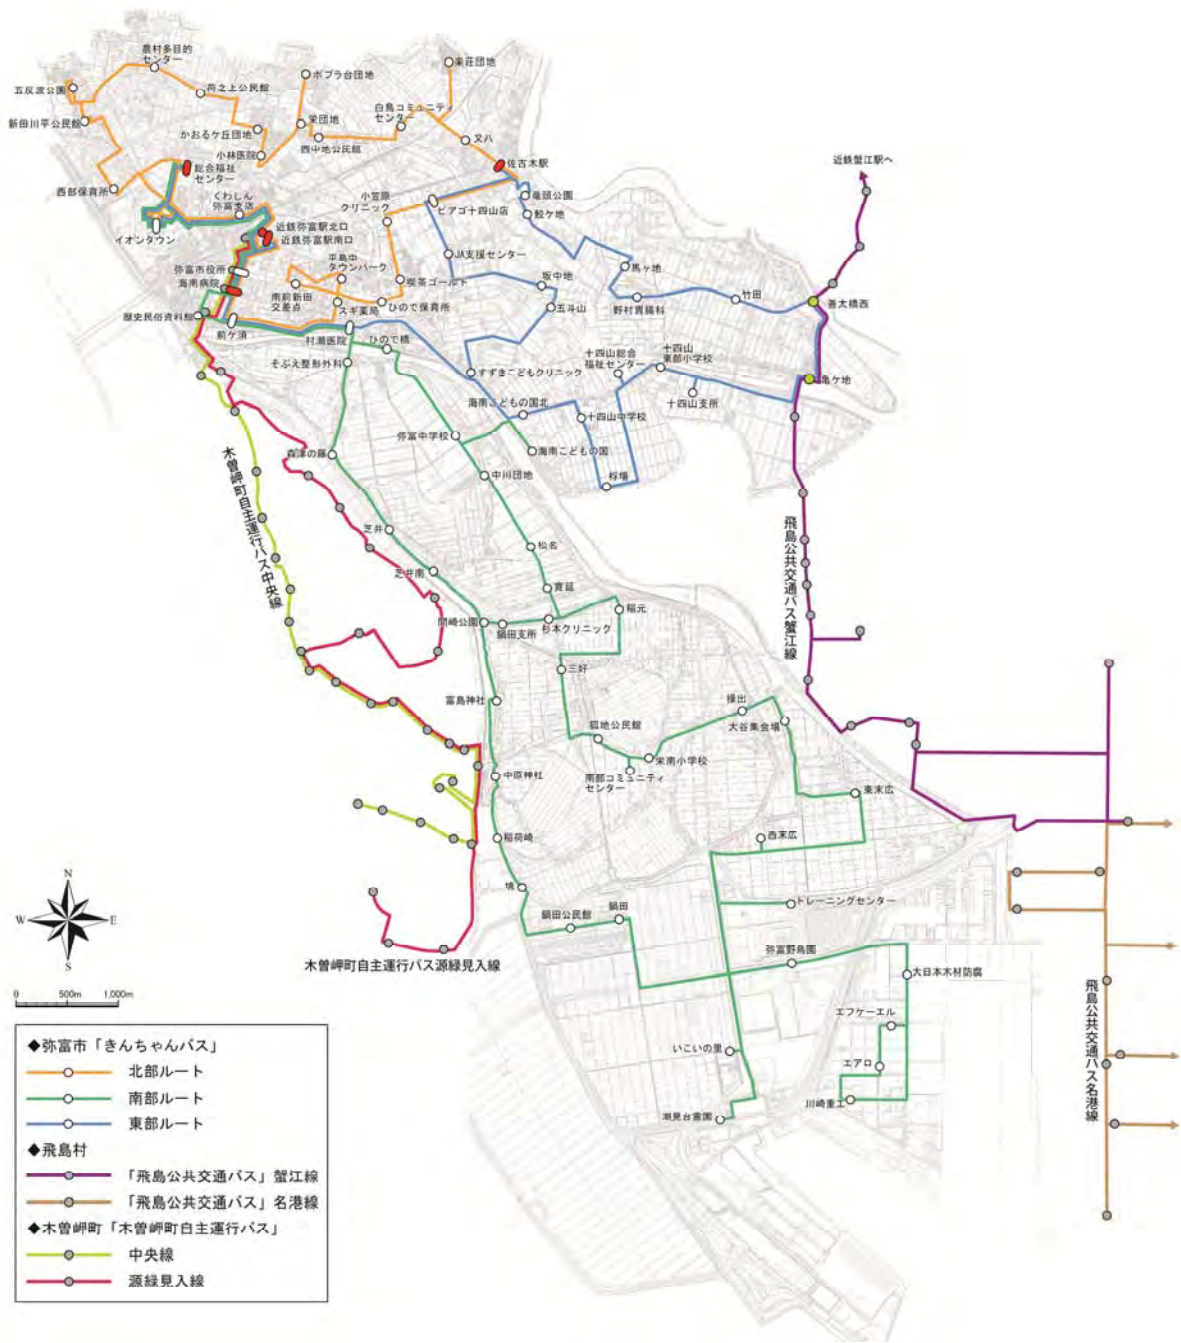 農村多目的
センター
楽荘団地
ポプラ台団地
五反波公園
荷之上公民館
白鳥コミュニティ
センター
新田川平公民館
栄団地
かおるケ丘団地
西中地公民館
又八
小林医院
佐古木駅
近鉄蟹江駅へ
総合福祉
センター
西部保育所
くわしん
弥富支店
小笠原
クリニック
竜頭公園
ピアゴ十四山店
鮫ケ地
近鉄弥富駅北口
近鉄弥富駅南口
イオンタウン
JA支援センター
平島中
タウンパーク
弥富市役所
海南病院
馬ヶ地
坂中地
喫茶ゴールド
南前新田
交差点
竹田
善太橋西
歴史民俗資料館
スギ薬局
ひので保育所
五斗山
野村胃腸科
前ケ須
村瀬医院
ひので橋
十四山
東部小学校
十四山総合
福祉センター
そぶえ整形外科
すずきこどもクリニック
亀ケ地
十四山支所
海南こどもの国北
十四山中学校
弥富中学校
森津の藤
海南こどもの国
中川団地
桴場
木曽岬町自主運行バス中央線
飛島公共交通バス蟹江線
芝井
松名
芝井南
寛延
稲元
間崎公園
鍋田支所
杉本クリニック
三好
富島神社
操出
大谷集会場
狐地公民館
栄南小学校
中原神社
南部コミュニティ
センター
東末広
稲荷崎
西末広
境
トレーニングセンター
鍋田公民館
鍋田
弥富野鳥園
木曽岬町自主運行バス源緑見入線
大日本木材防腐
飛島公共交通バス名港線
エフケーエル
いこいの里
エアロ
川崎重工
潮見台霊園
N
W
E
S
0 500m 1,000m
◆弥富市「きんちゃんバス」
北部ルート
南部ルート
東部ルート
◆飛島村
「飛島公共交通バス」蟹江線
「飛島公共交通バス」名港線
◆木曽岬町「木曽岬町自主運行バス」
中央線
源緑見入線